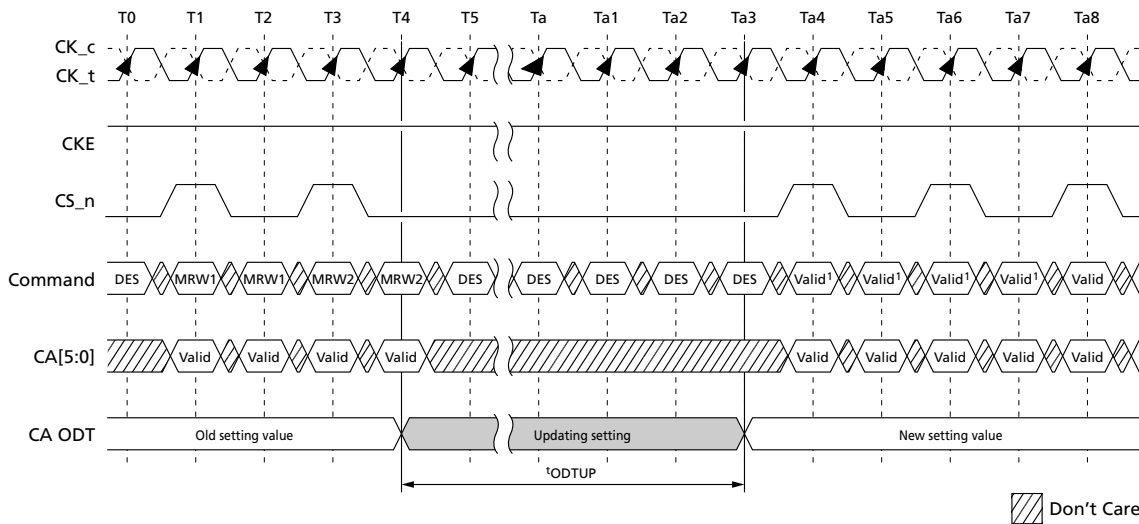 T0 T1 T2 T3 T4 T5 Ta Ta1 Ta2 Ta3 Ta4 Ta5 Ta6 Ta7 Ta8
CK_c
CK_t
CKE
CS_n
Command DES MRW1 MRW1 MRW2 MRW2 DES DES DES DES DES Valid¹ Valid¹ Valid¹ Valid¹ Valid
CA[5:0] Valid Valid Valid Valid Valid Valid Valid Valid Valid
CA ODT Old setting value Updating setting New setting value
ᵗODTUP
Don't Care